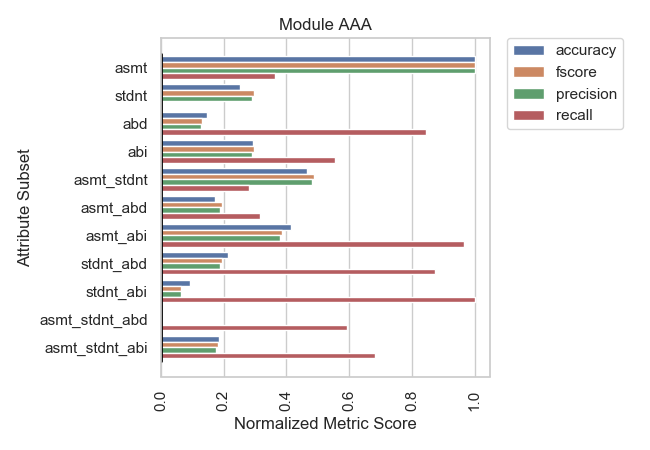 Module AAA
accuracy
fscore
precision
recall
Attribute Subset
asmt
stdnt
abd
abi
asmt_stdnt
asmt_abd
asmt_abi
stdnt_abd
stdnt_abi
asmt_stdnt_abd
asmt_stdnt_abi
0.0 0.2 0.4 0.6 0.8 1.0
Normalized Metric Score